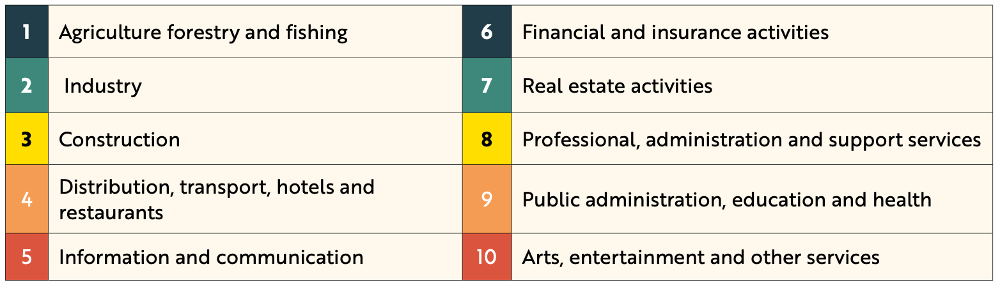 1 Agriculture forestry and fishing
6 Financial and insurance activities
2 Industry
7 Real estate activities
3 Construction
8 Professional, administration and support services
4 Distribution, transport, hotels and
restaurants
9 Public administration, education and health
5 Information and communication
10 Arts, entertainment and other services